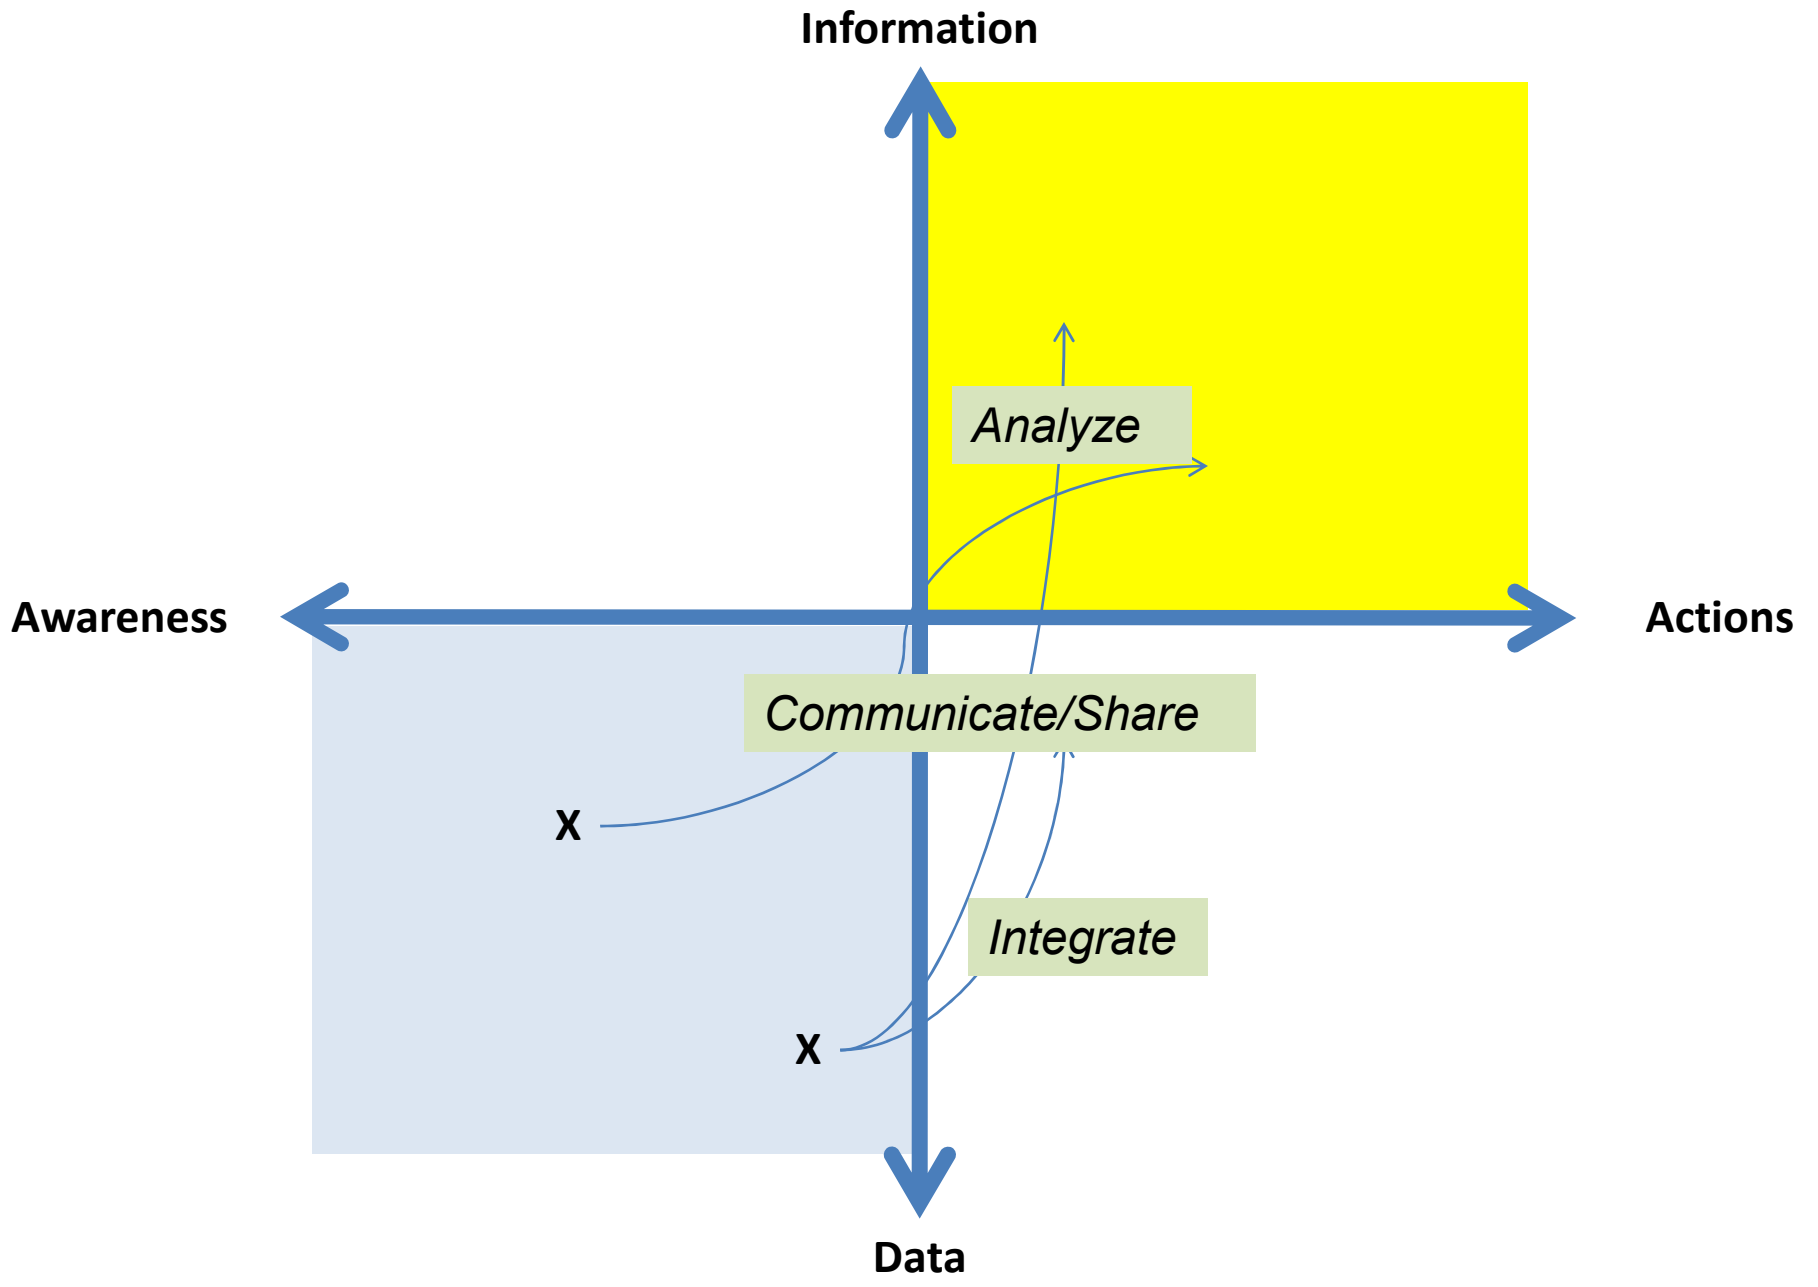 Information
Analyze
Awareness
Actions
Communicate/Share
X
Integrate
X
Data